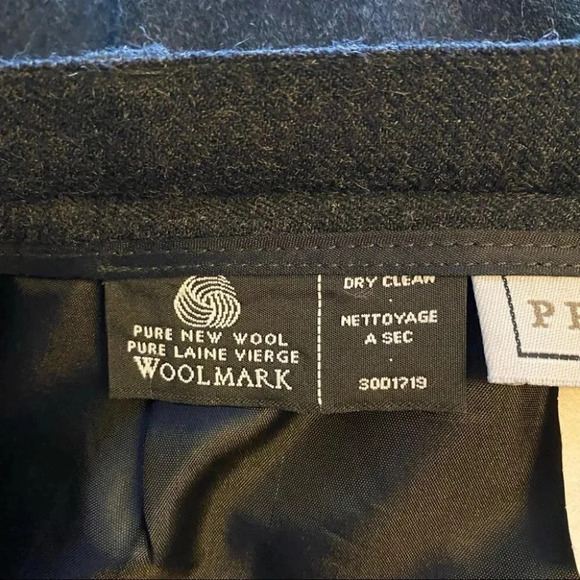 PURE NEW WOOL
PURE LAINE VIERGE
WOOLMARK
DRY CLEAN
NETTOYAGE
A SEC
30D1719